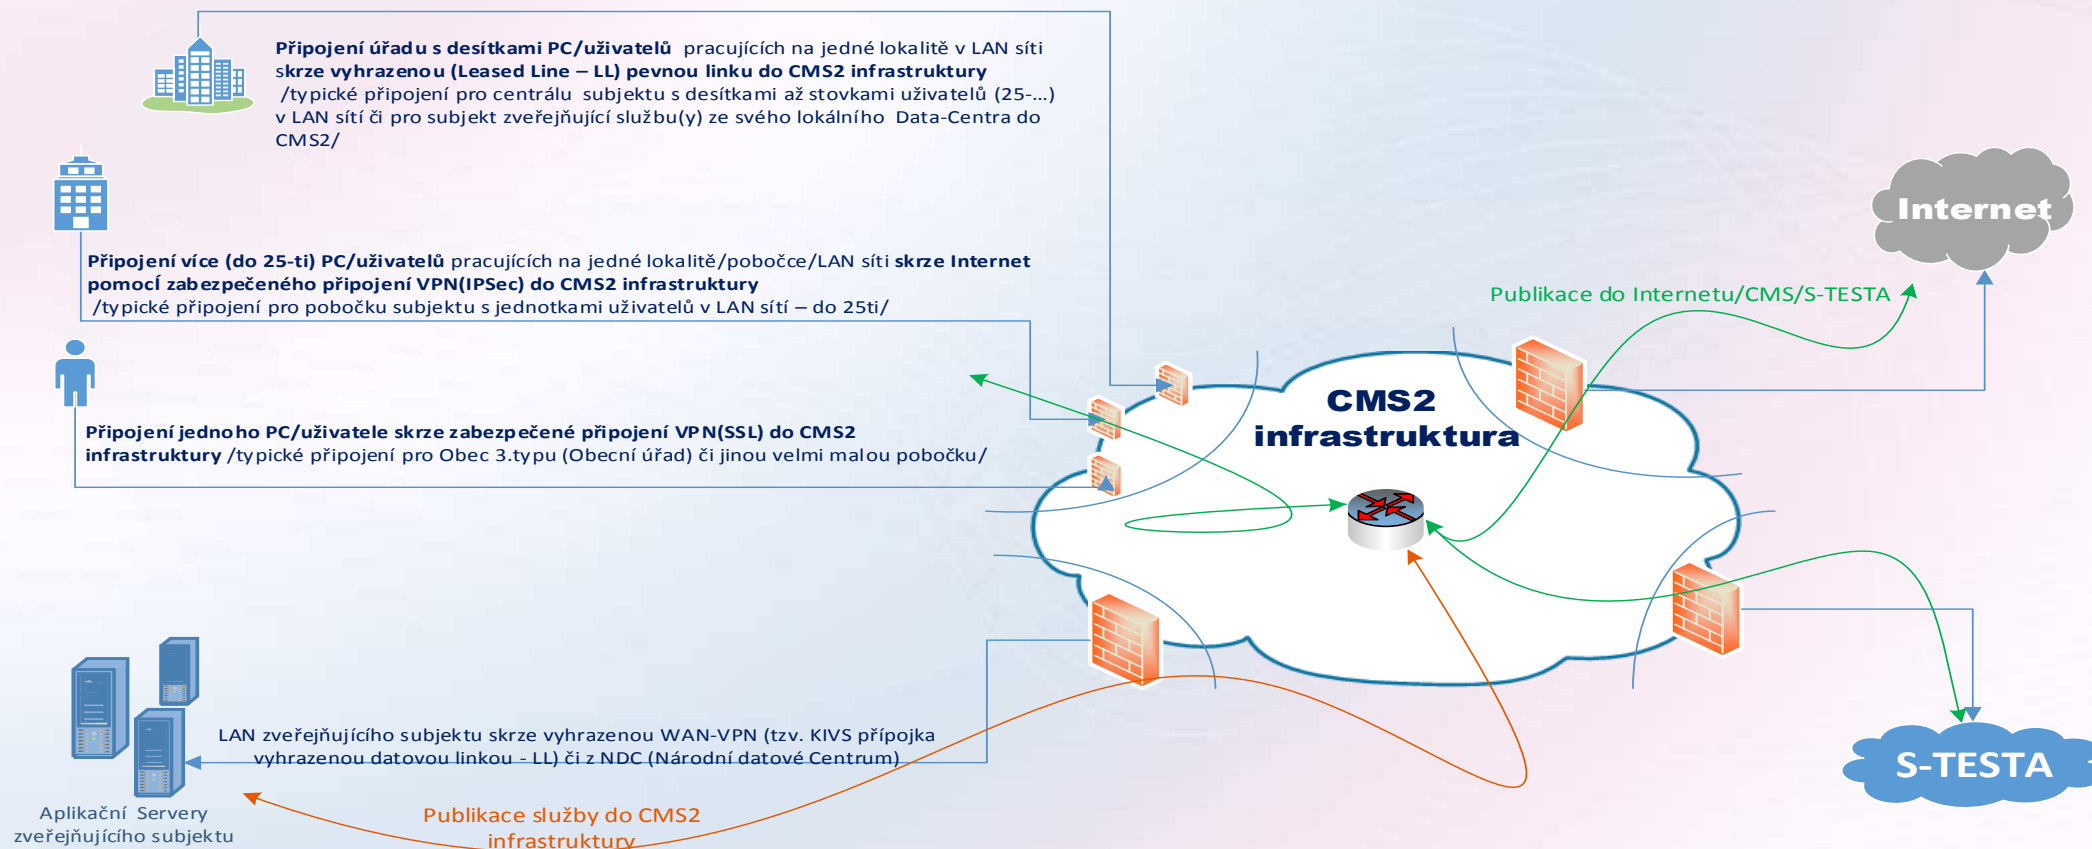 Připojení úřadu s desítkami PC/uživatelů pracujících na jedné lokalitě v LAN síti
skrze vyhrazenou (Leased Line – LL) pevnou linku do CMS2 infrastruktury
/typické připojení pro centrálu subjektu s desítkami až stovkami uživatelů (25-...)
v LAN sítí či pro subjekt zveřejňující službu(y) ze svého lokálního Data-Centra do
CMS2/
Internet
Připojení více (do 25-ti) PC/uživatelů pracujících na jedné lokalitě/pobočce/LAN síti skrze Internet
pomocÍ zabezpečeného připojení VPN(IPSec) do CMS2 infrastruktury
/typické připojení pro pobočku subjektu s jednotkami uživatelů v LAN sítí – do 25ti/
Publikace do Internetu/CMS/S-TESTA
CMS2
infrastruktura
Připojení jednoho PC/uživatele skrze zabezpečené připojení VPN(SSL) do CMS2
infrastruktury /typické připojení pro Obec 3.typu (Obecní úřad) či jinou velmi malou pobočku/
LAN zveřejňujícího subjektu skrze vyhrazenou WAN-VPN (tzv. KIVS přípojka
vyhrazenou datovou linkou - LL) či z NDC (Národní datové Centrum)
S-TESTA
Aplikační Servery
zveřejňujícího subjektu
Publikace služby do CMS2
infrastruktury